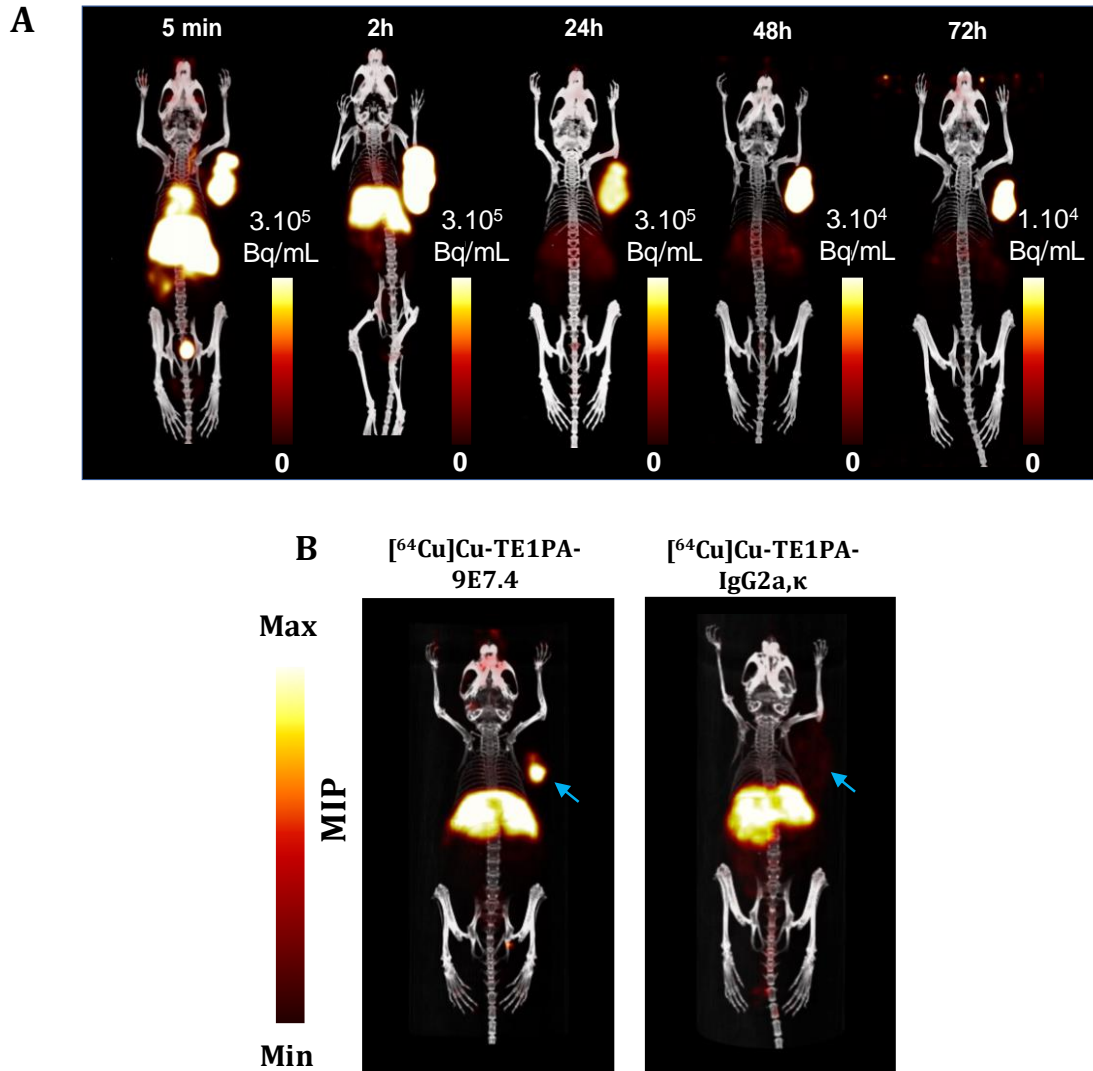 A
5 min 2h 24h 48h 72h
3.10⁵ 3.10⁵ 3.10⁵ 3.10⁴ 1.10⁴
Bq/mL Bq/mL Bq/mL Bq/mL Bq/mL
0 0 0 0 0
B
[⁶⁴Cu]Cu-TE1PA-
9E7.4
[⁶⁴Cu]Cu-TE1PA-
IgG2a,κ
Max
MIP
Min